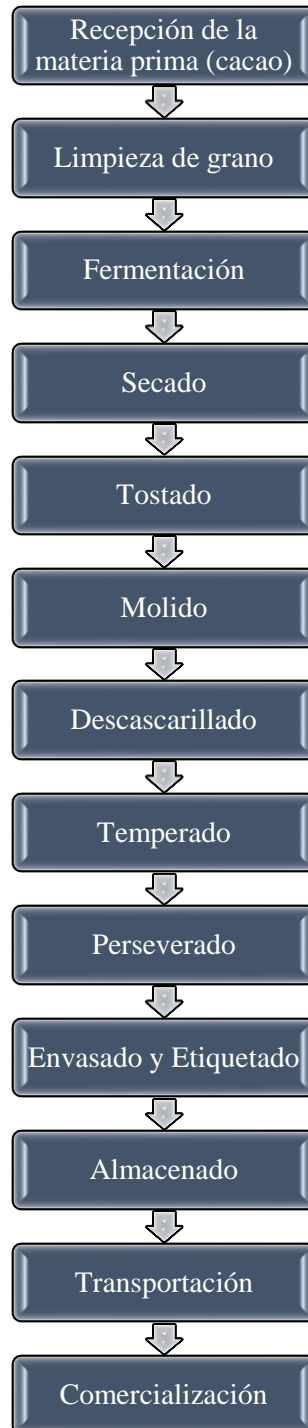 Recepción de la
materia prima (cacao)
Limpieza de grano
Fermentación
Secado
Tostado
Molido
Descascarillado
Temperado
Perseverado
Envasado y Etiquetado
Almacenado
Transportación
Comercialización